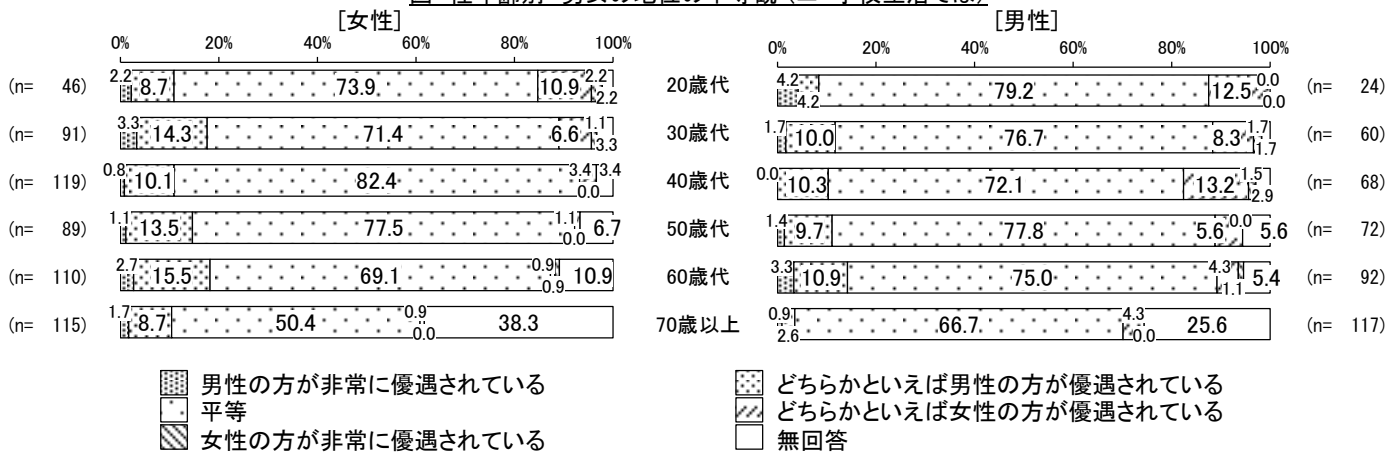 [女性]
[男性]
0% 20% 40% 60% 80% 100%
0% 20% 40% 60% 80% 100%
(n= 46) 2.2 8.7 73.9 10.9 2.2 2.2 20歳代 4.2 4.2 79.2 12.5 0.0 0.0 (n= 24)
(n= 91) 3.3 14.3 71.4 6.6 1.1 3.3 30歳代 1.7 10.0 76.7 8.3 1.7 1.7 (n= 60)
(n= 119) 0.8 10.1 82.4 3.4 0.0 3.4 40歳代 0.0 10.3 72.1 13.2 1.5 2.9 (n= 68)
(n= 89) 1.1 13.5 77.5 1.1 0.0 6.7 50歳代 1.4 9.7 77.8 5.6 0.0 5.6 (n= 72)
(n= 110) 2.7 15.5 69.1 0.9 0.9 10.9 60歳代 3.3 10.9 75.0 4.3 1.1 5.4 (n= 92)
(n= 115) 1.7 8.7 50.4 0.9 0.0 38.3 70歳以上 0.9 2.6 66.7 4.3 0.0 25.6 (n= 117)
男性の方が非常に優遇されている どちらかといえば男性の方が優遇されている
平等 どちらかといえば女性の方が優遇されている
女性の方が非常に優遇されている 無回答